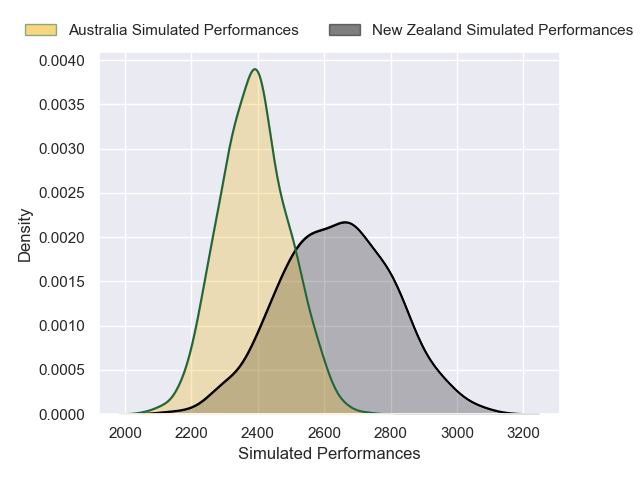 Australia Simulated Performances New Zealand Simulated Performances
0.0040
0.0035
0.0030
0.0025
0.0020
0.0015
0.0010
0.0005
0.0000
Density
2000 2200 2400 2600 2800 3000 3200
Simulated Performances